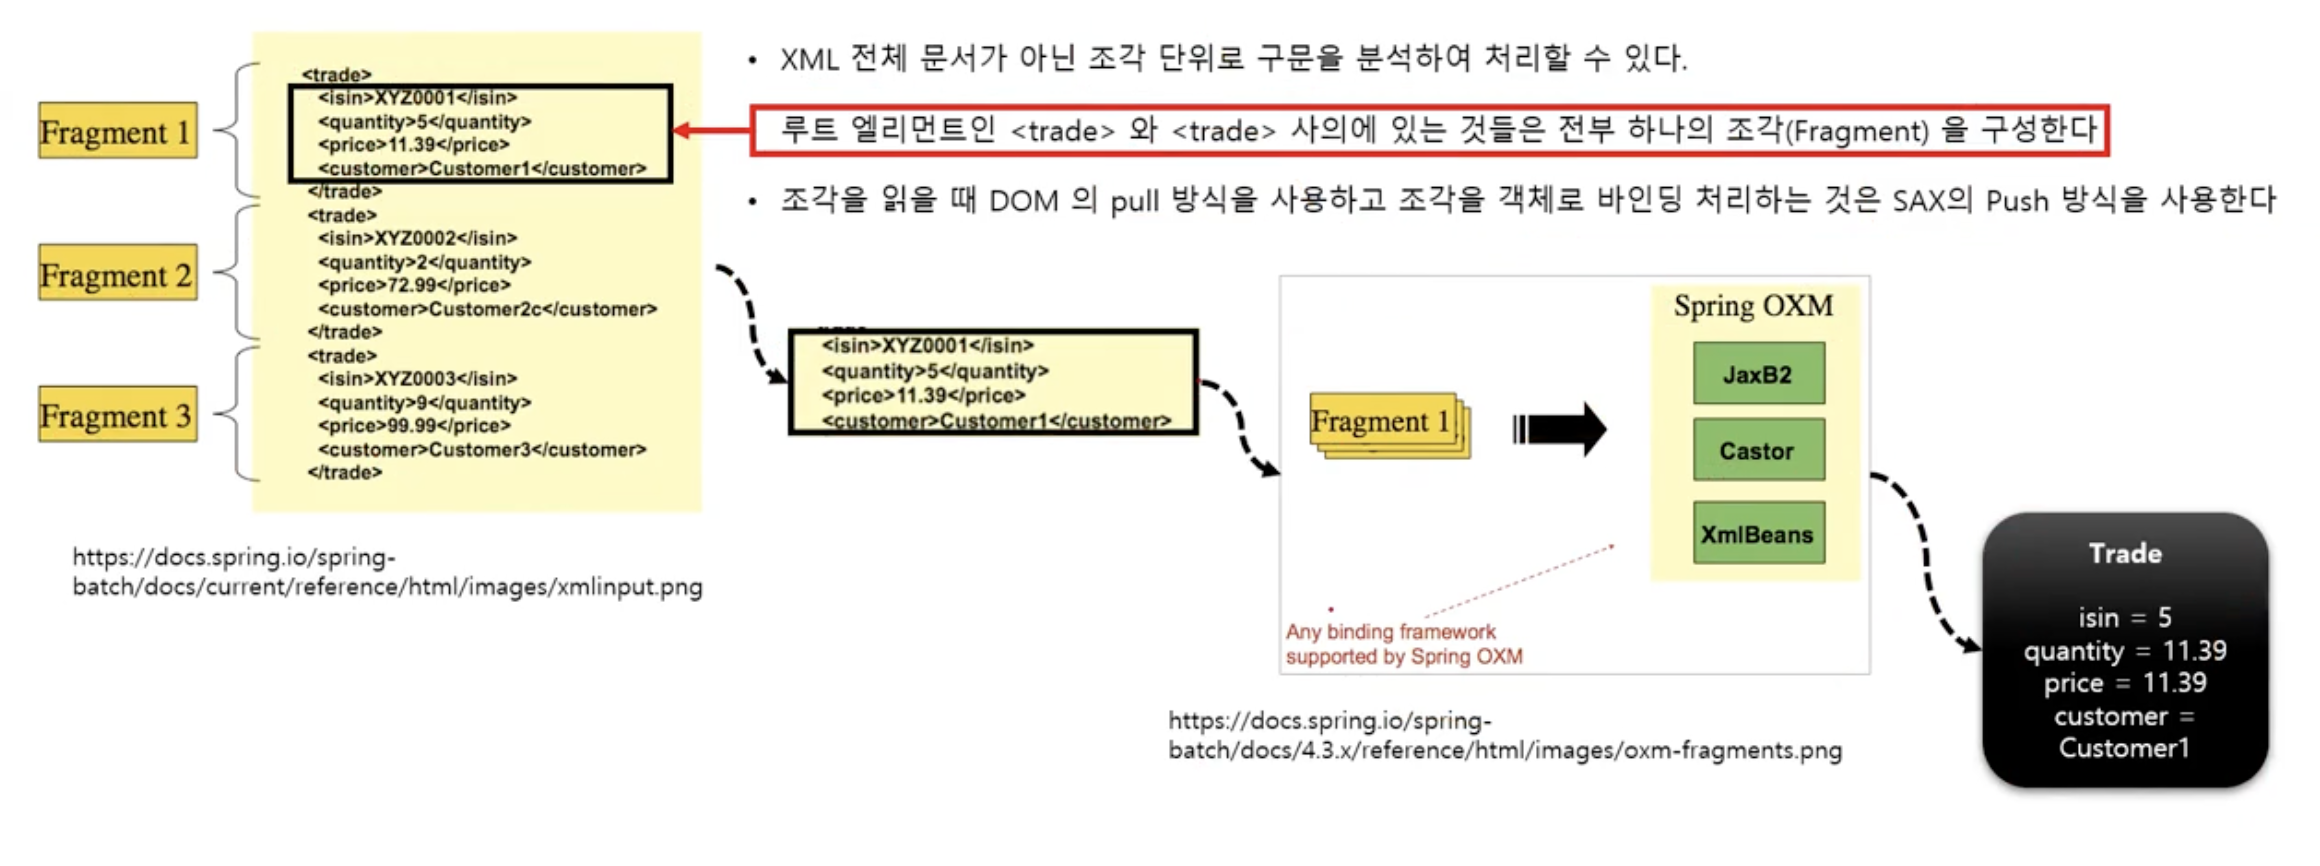 <trade>
<isin>XYZ0001</isin>
<quantity>5</quantity>
<price>11.39</price>
<customer>Customer1</customer>
</trade>
<trade>
<isin>XYZ0002</isin>
<quantity>2</quantity>
<price>72.99</price>
<customer>Customer2c</customer>
</trade>
<trade>
<isin>XYZ0003</isin>
<quantity>9</quantity>
<price>99.99</price>
<customer>Customer3</customer>
</trade>
Fragment 1
Fragment 2
Fragment 3
https://docs.spring.io/spring-
batch/docs/current/reference/html/images/xmlinput.png
• XML 전체 문서가 아닌 조각 단위로 구문을 분석하여 처리할 수 있다.
루트 엘리먼트인 <trade> 와 <trade> 사의에 있는 것들은 전부 하나의 조각(Fragment) 을 구성한다
• 조각을 읽을 때 DOM 의 pull 방식을 사용하고 조각을 객체로 바인딩 처리하는 것은 SAX의 Push 방식을 사용한다
<isin>XYZ0001</isin>
<quantity>5</quantity>
<price>11.39</price>
<customer>Customer1</customer>
Fragment 1
Spring OXM
JaxB2
Castor
XmlBeans
Any binding framework
supported by Spring OXM
https://docs.spring.io/spring-
batch/docs/4.3.x/reference/html/images/oxm-fragments.png
Trade
isin = 5
quantity = 11.39
price = 11.39
customer =
Customer1